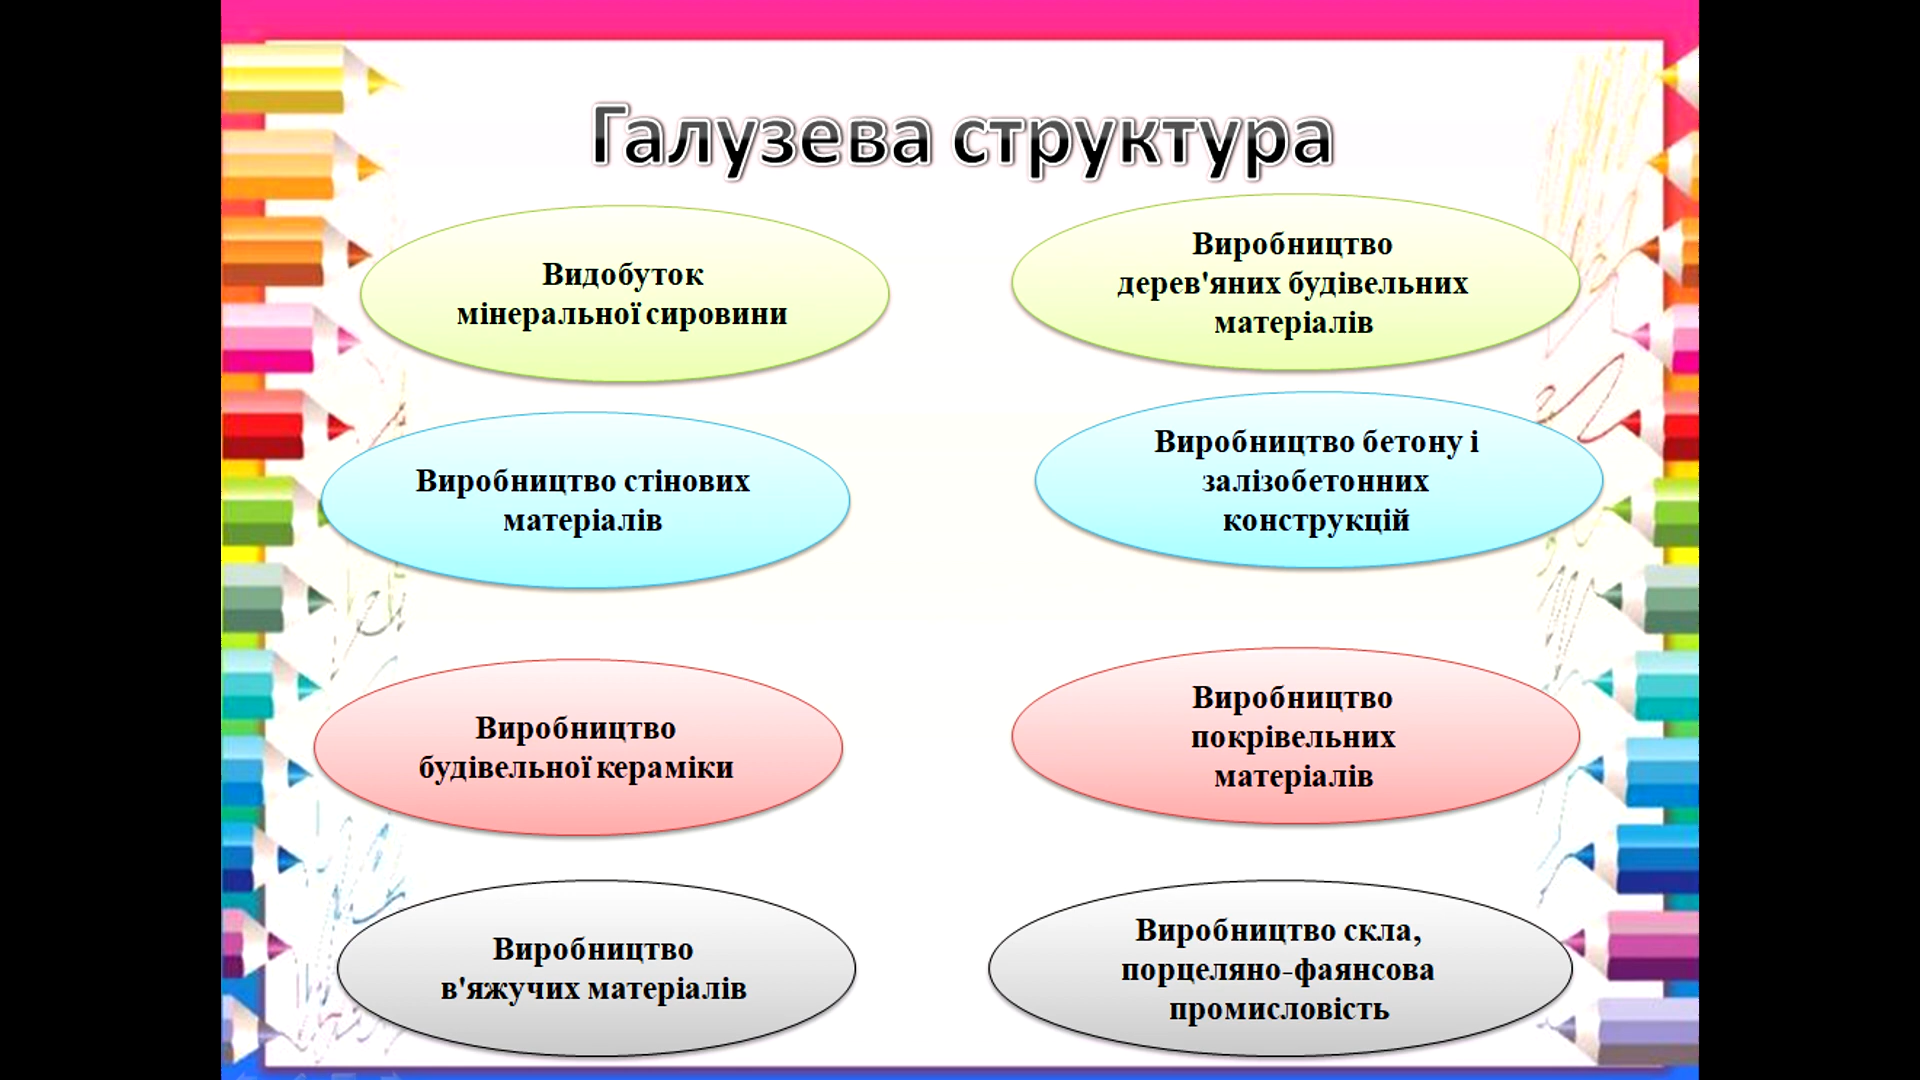 Галузева структура
Видобуток
мінеральної сировини
Виробництво
дерев'яних будівельних
матеріалів
Виробництво стінових
матеріалів
Виробництво бетону і
залізобетонних
конструкцій
Виробництво
будівельної кераміки
Виробництво
покрівельних
матеріалів
Виробництво
в'яжучих матеріалів
Виробництво скла,
порцеляно-фаянсова
промисловість